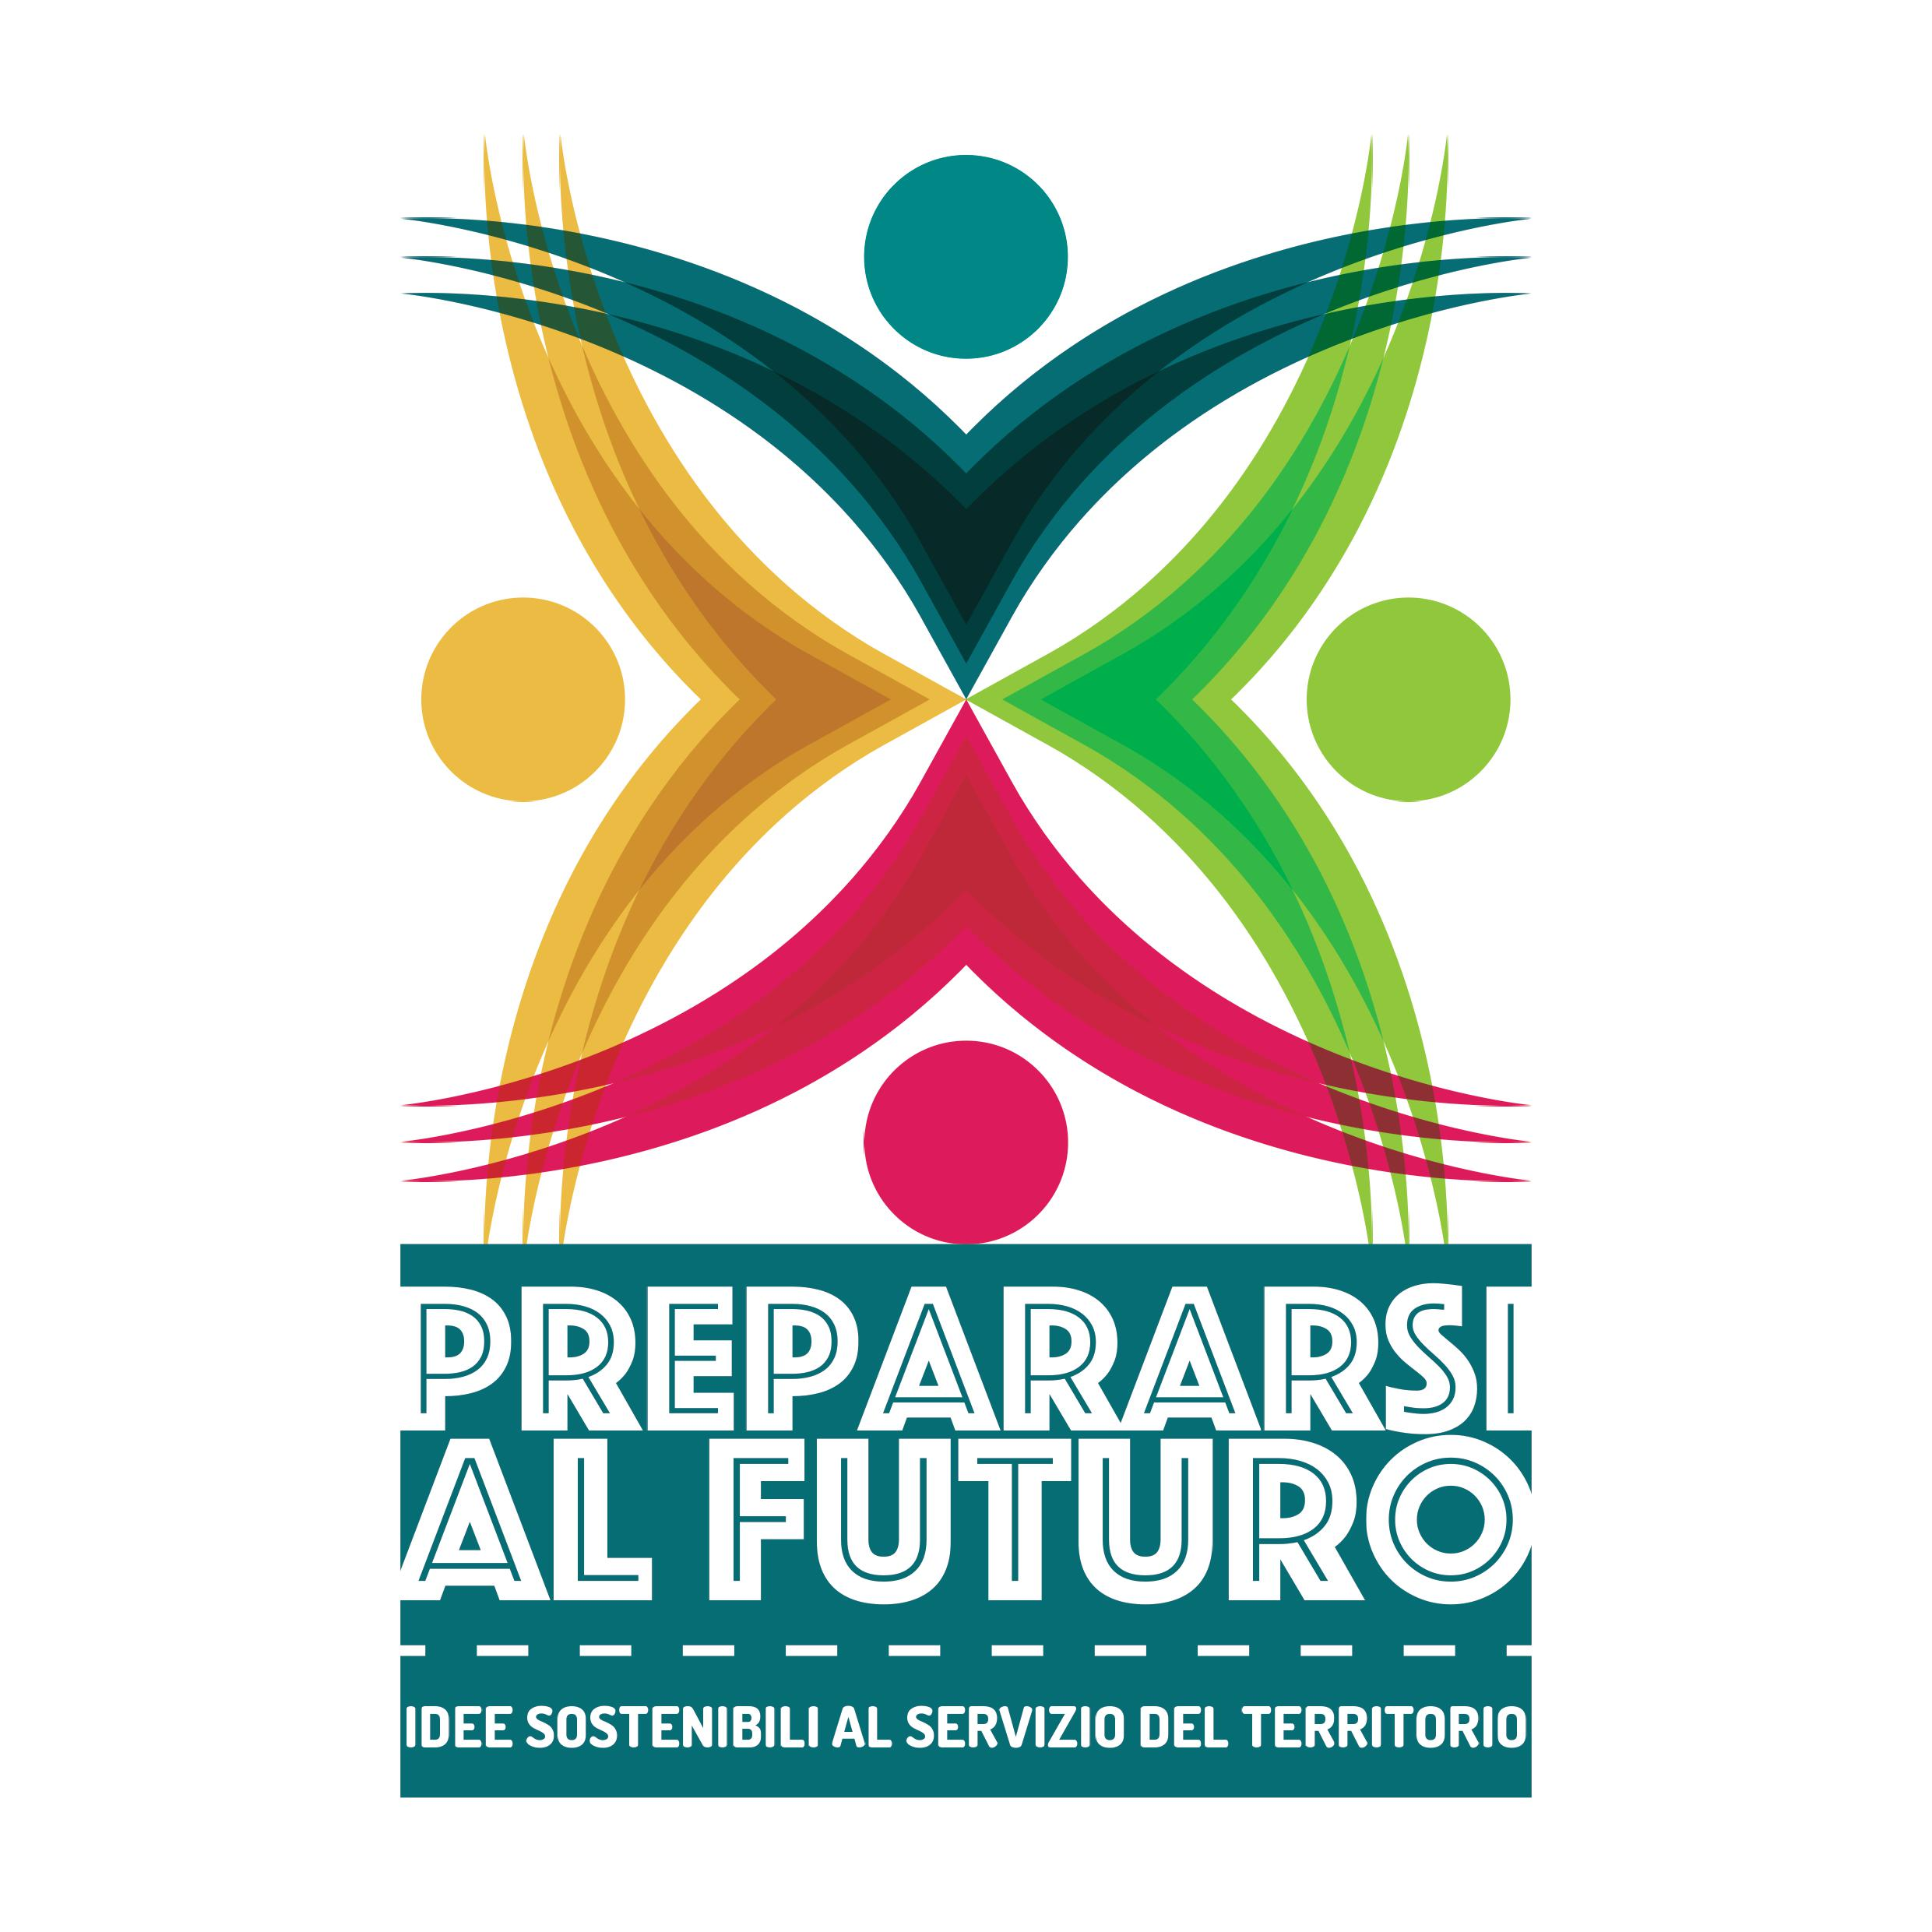 PREPARARSI
AL FUTURO
IDEE SOSTENIBILI AL SERVIZIO DEL TERRITORIO